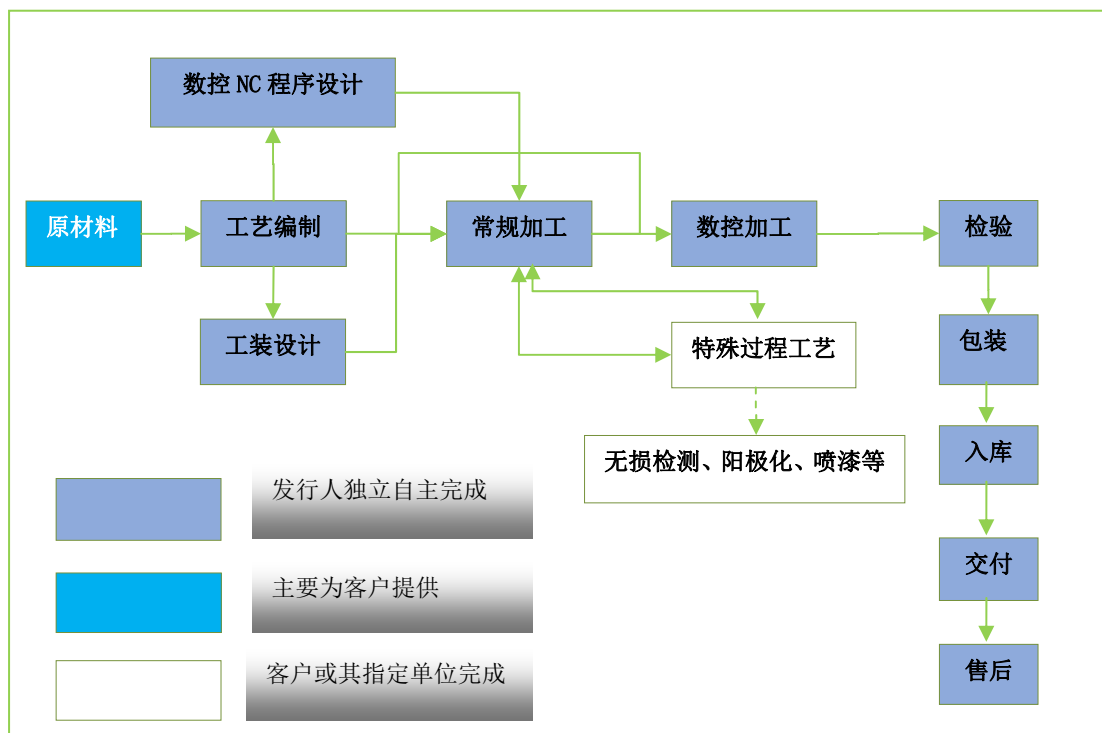 数控 NC 程序设计
原材料
工艺编制
常规加工
数控加工
检验
工装设计
特殊过程工艺
包装
无损检测、阳极化、喷漆等
入库
发行人独立自主完成
交付
主要为客户提供
客户或其指定单位完成
售后